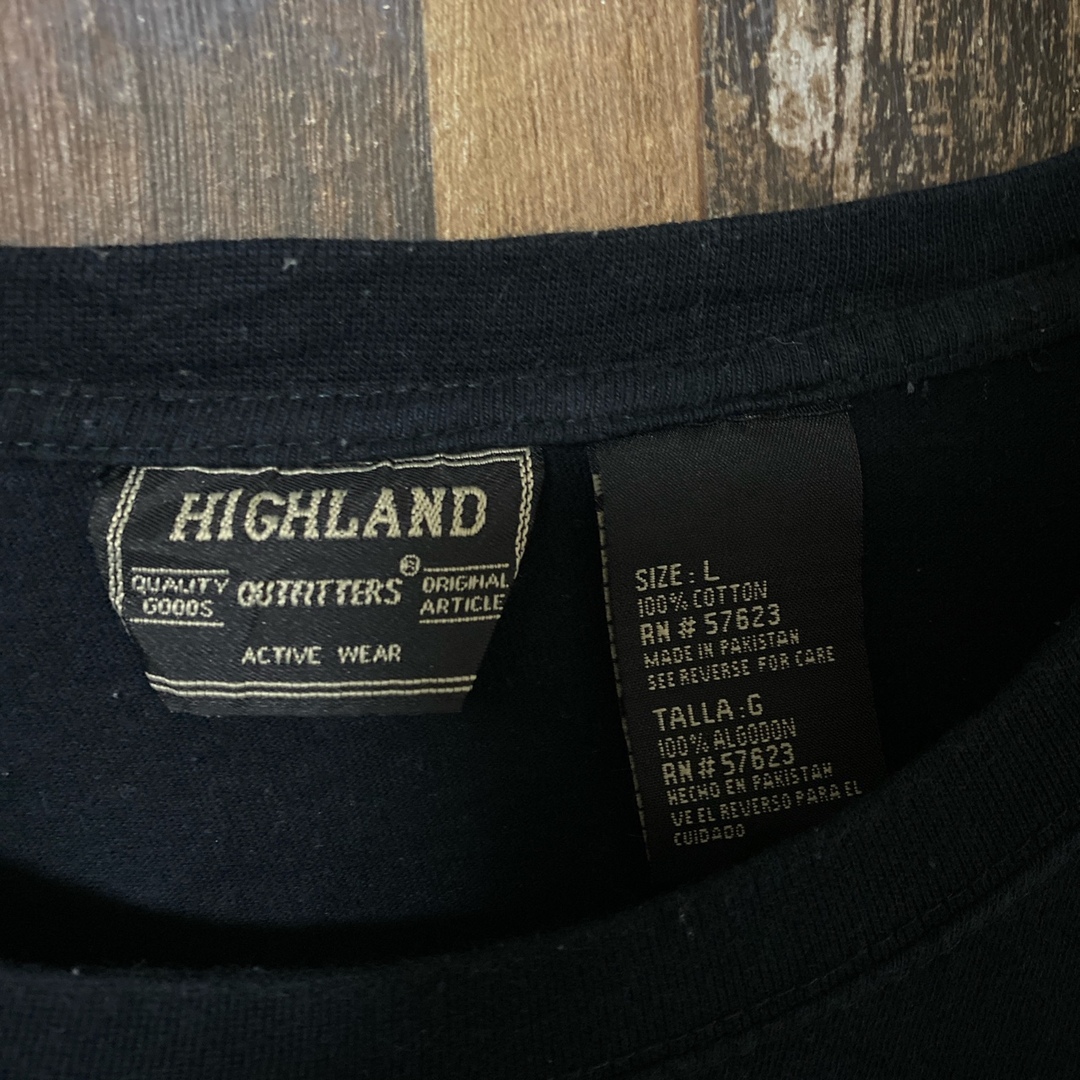 HIGHLAND
QUALITY GOODS OUTFITTERS® ORIGINAL ARTICLE
ACTIVE WEAR
SIZE : L
100% COTTON
RN # 57623
MADE IN PAKISTAN
SEE REVERSE FOR CARE
TALLA : G
100% ALGODON
RN # 57623
HECHO EN PAKISTAN
VE EL REVERSO PARA EL
CUIDADO